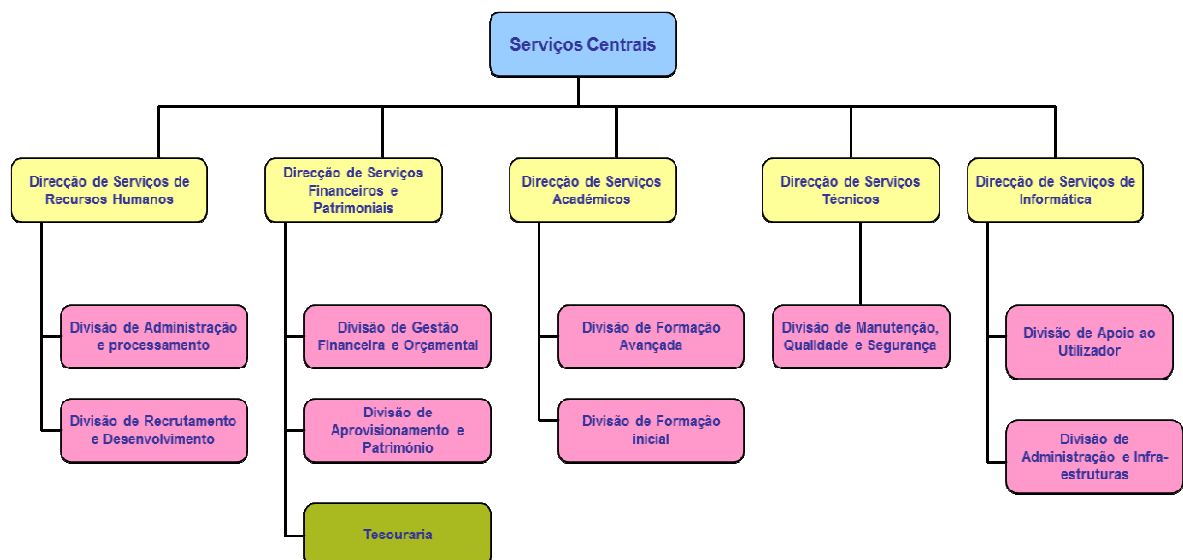 Serviços Centrais
Direcção de Serviços de
Recursos Humanos
Direcção de Serviços
Financeiros e
Patrimoniais
Direcção de Serviços
Académicos
Direcção de Serviços
Técnicos
Direcção de Serviços de
Informática
Divisão de Administração
e processamento
Divisão de Gestão
Financeira e Orçamental
Divisão de Formação
Avançada
Divisão de Manutenção,
Qualidade e Segurança
Divisão de Apoio ao
Utilizador
Divisão de Recrutamento
e Desenvolvimento
Divisão de
Aprovisionamento e
Património
Divisão de Formação
inicial
Divisão de
Administração e Infra-
estruturas
Tesouraria